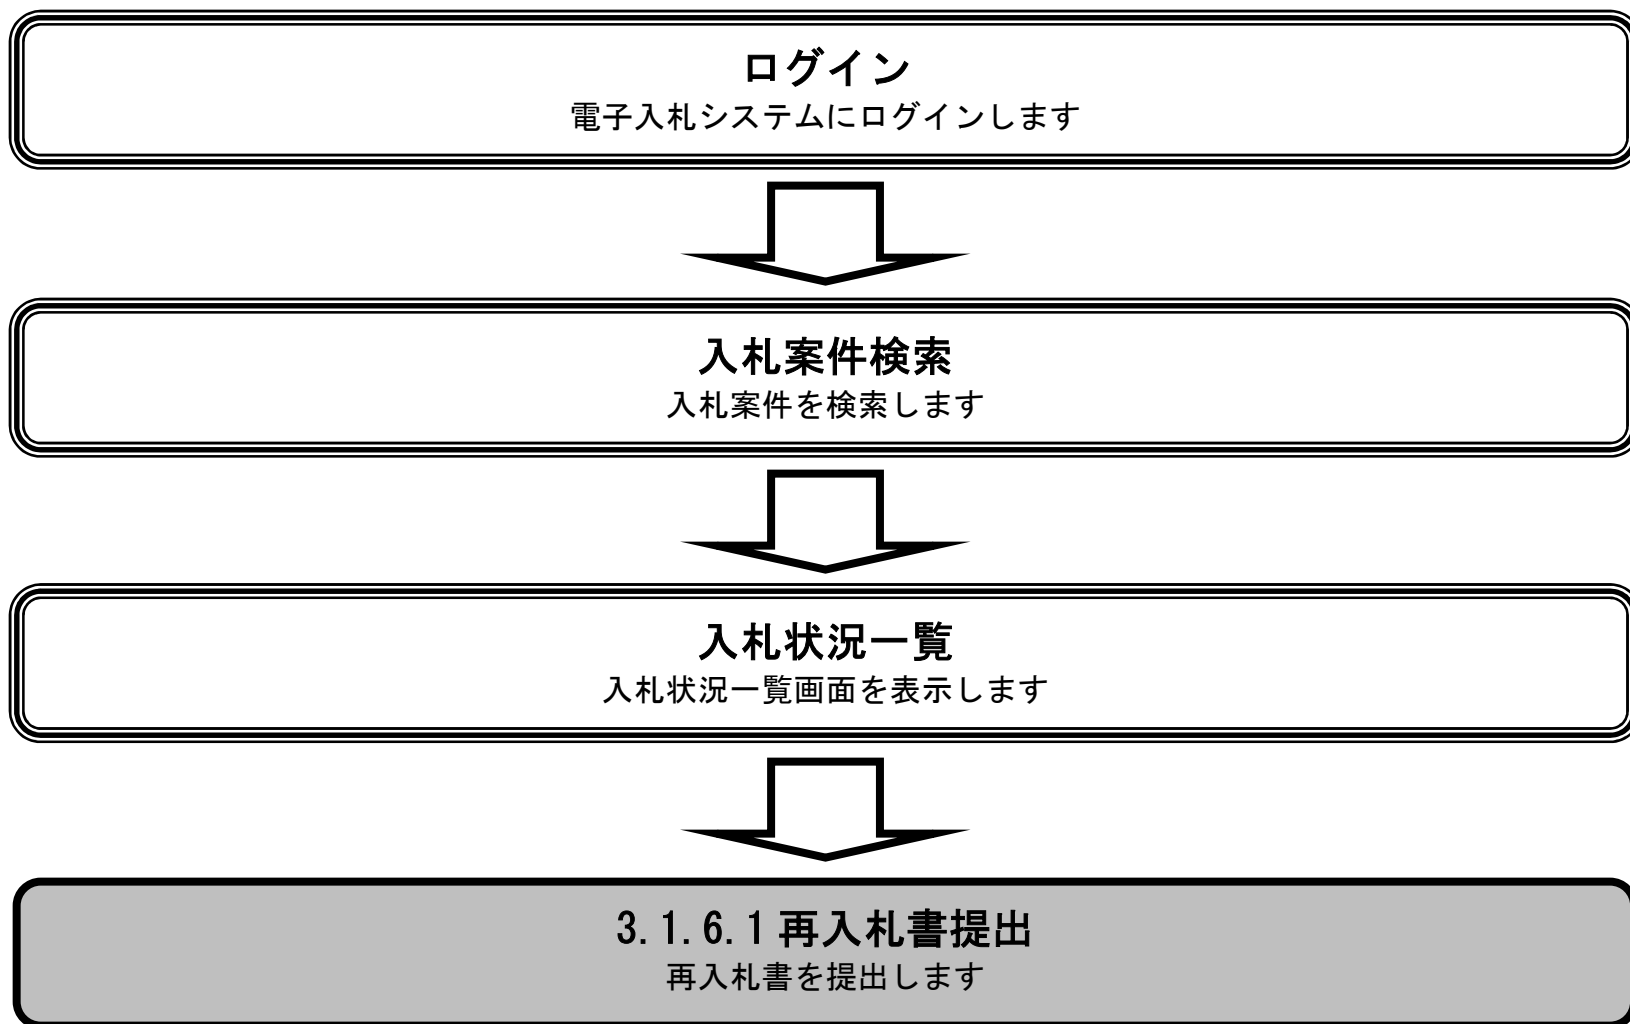 ログイン
電子入札システムにログインします
入札案件検索
入札案件を検索します
入札状況一覧
入札状況一覧画面を表示します
3.1.6.1 再入札書提出
再入札書を提出します